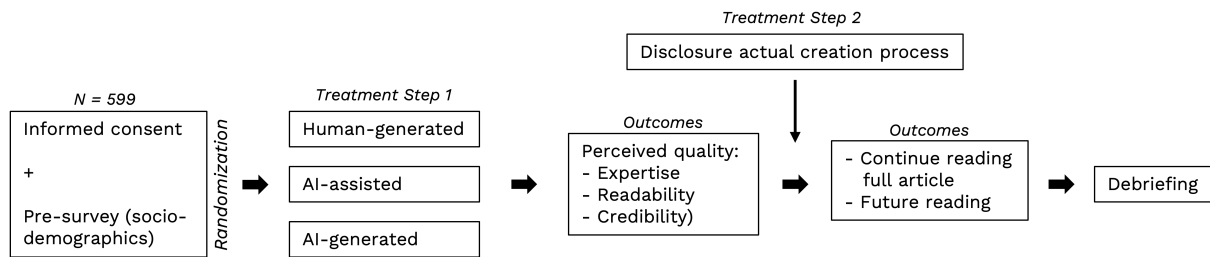 N = 599
Informed consent
+
Pre-survey (socio-
demographics)
Randomization
Treatment Step 1
Human-generated
AI-assisted
AI-generated
Outcomes
Perceived quality:
- Expertise
- Readability
- Credibility)
Treatment Step 2
Disclosure actual creation process
Outcomes
- Continue reading
full article
- Future reading
Debriefing